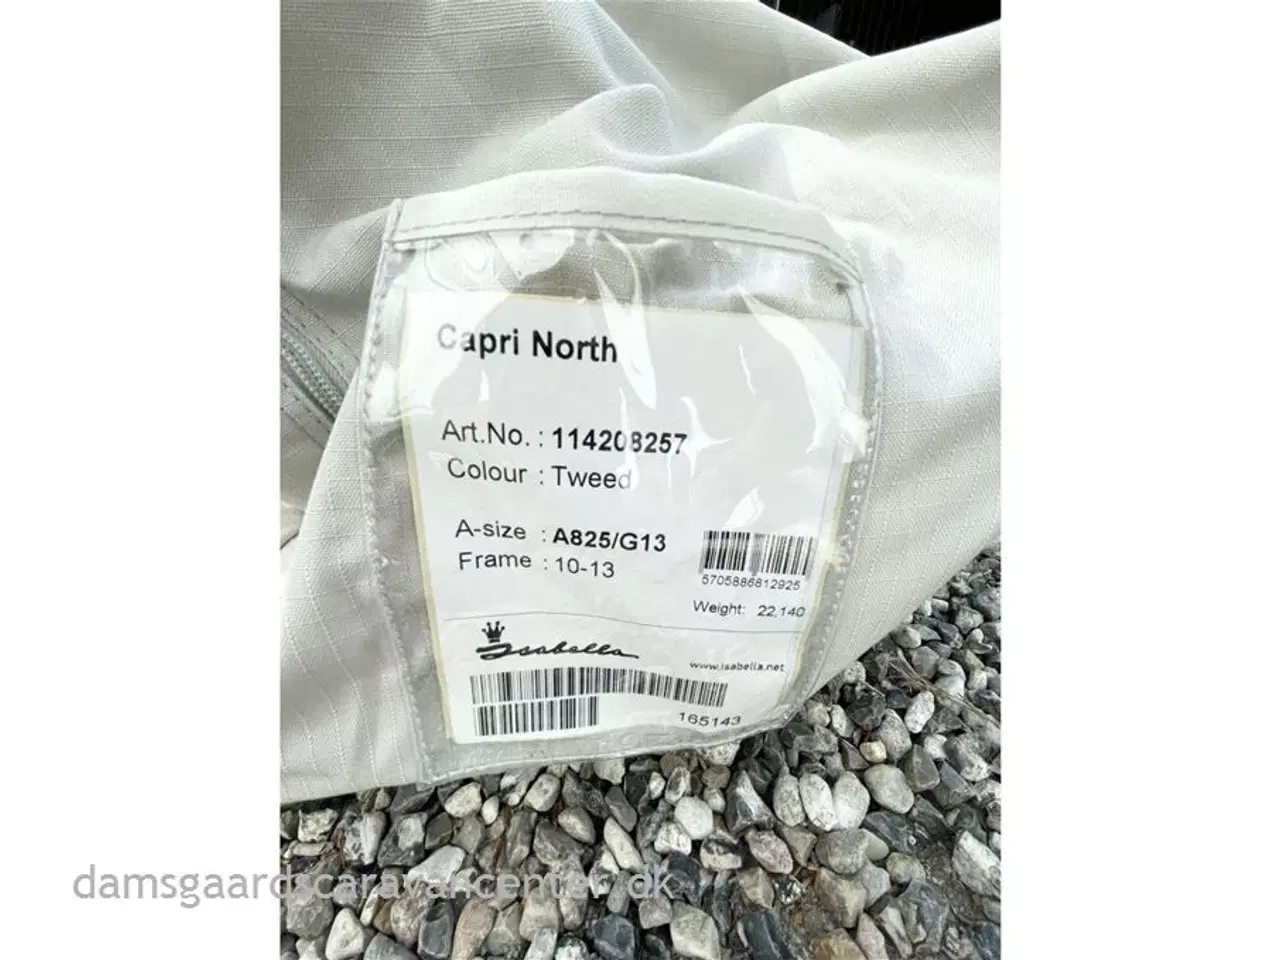 Capri North
Art.No. : 114208257
Colour : Tweed
A-size : A825/G13
Frame : 10-13
5705886812925
Weight: 22,140
Isabella
www.isabella.net
165143
damsgaardscaravancenter.dk